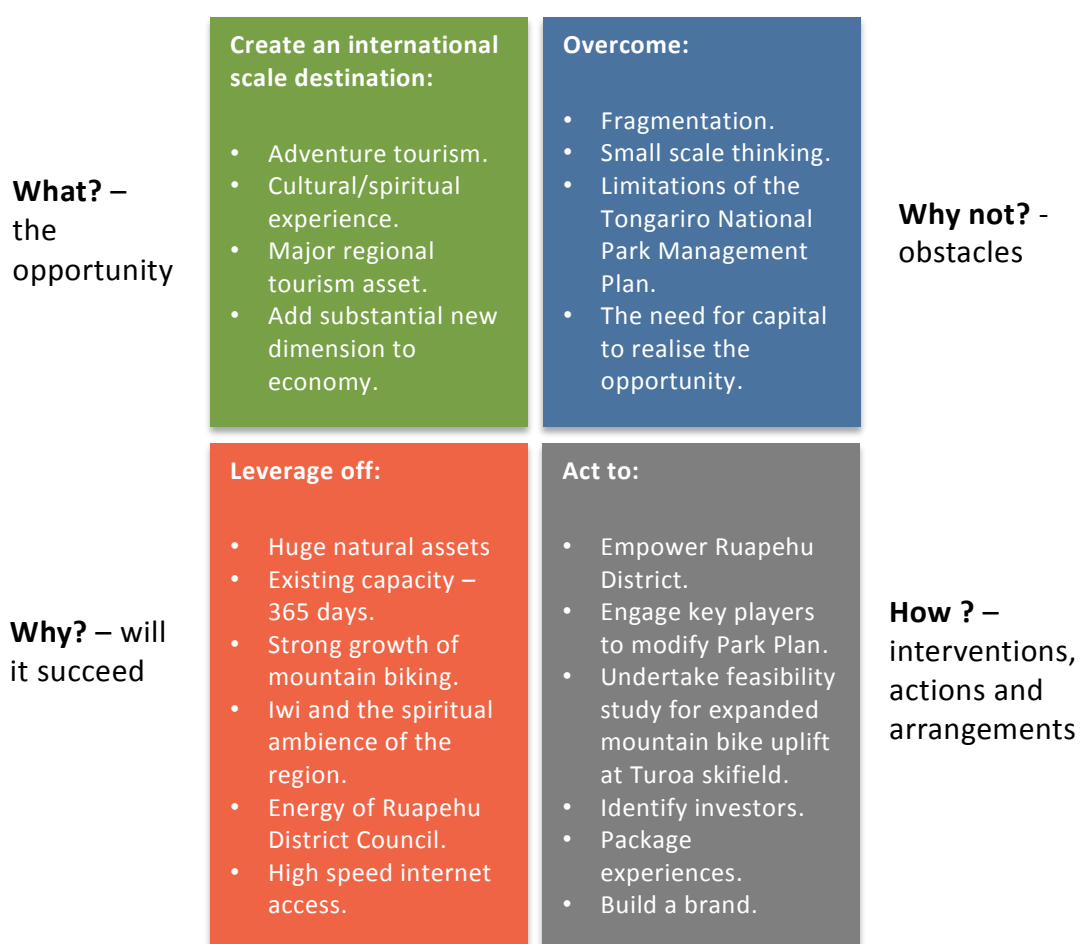 What? –
the
opportunity
Create an international
scale destination:
• Adventure tourism.
• Cultural/spiritual
experience.
• Major regional
tourism asset.
• Add substantial new
dimension to
economy.
Overcome:
• Fragmentation.
• Small scale thinking.
• Limitations of the
Tongariro National
Park Management
Plan.
• The need for capital
to realise the
opportunity.
Why not? -
obstacles
Why? – will
it succeed
Leverage off:
• Huge natural assets
• Existing capacity –
365 days.
• Strong growth of
mountain biking.
• Iwi and the spiritual
ambience of the
region.
• Energy of Ruapehu
District Council.
• High speed internet
access.
Act to:
• Empower Ruapehu
District.
• Engage key players
to modify Park Plan.
• Undertake feasibility
study for expanded
mountain bike uplift
at Turoa skifield.
• Identify investors.
• Package
experiences.
• Build a brand.
How ? –
interventions,
actions and
arrangements